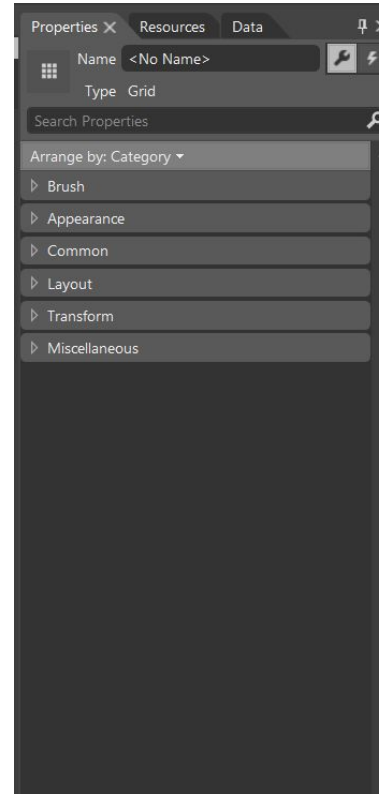 Properties Resources Data
Name <No Name>
Type Grid
Search Properties
Arrange by: Category
Brush
Appearance
Common
Layout
Transform
Miscellaneous